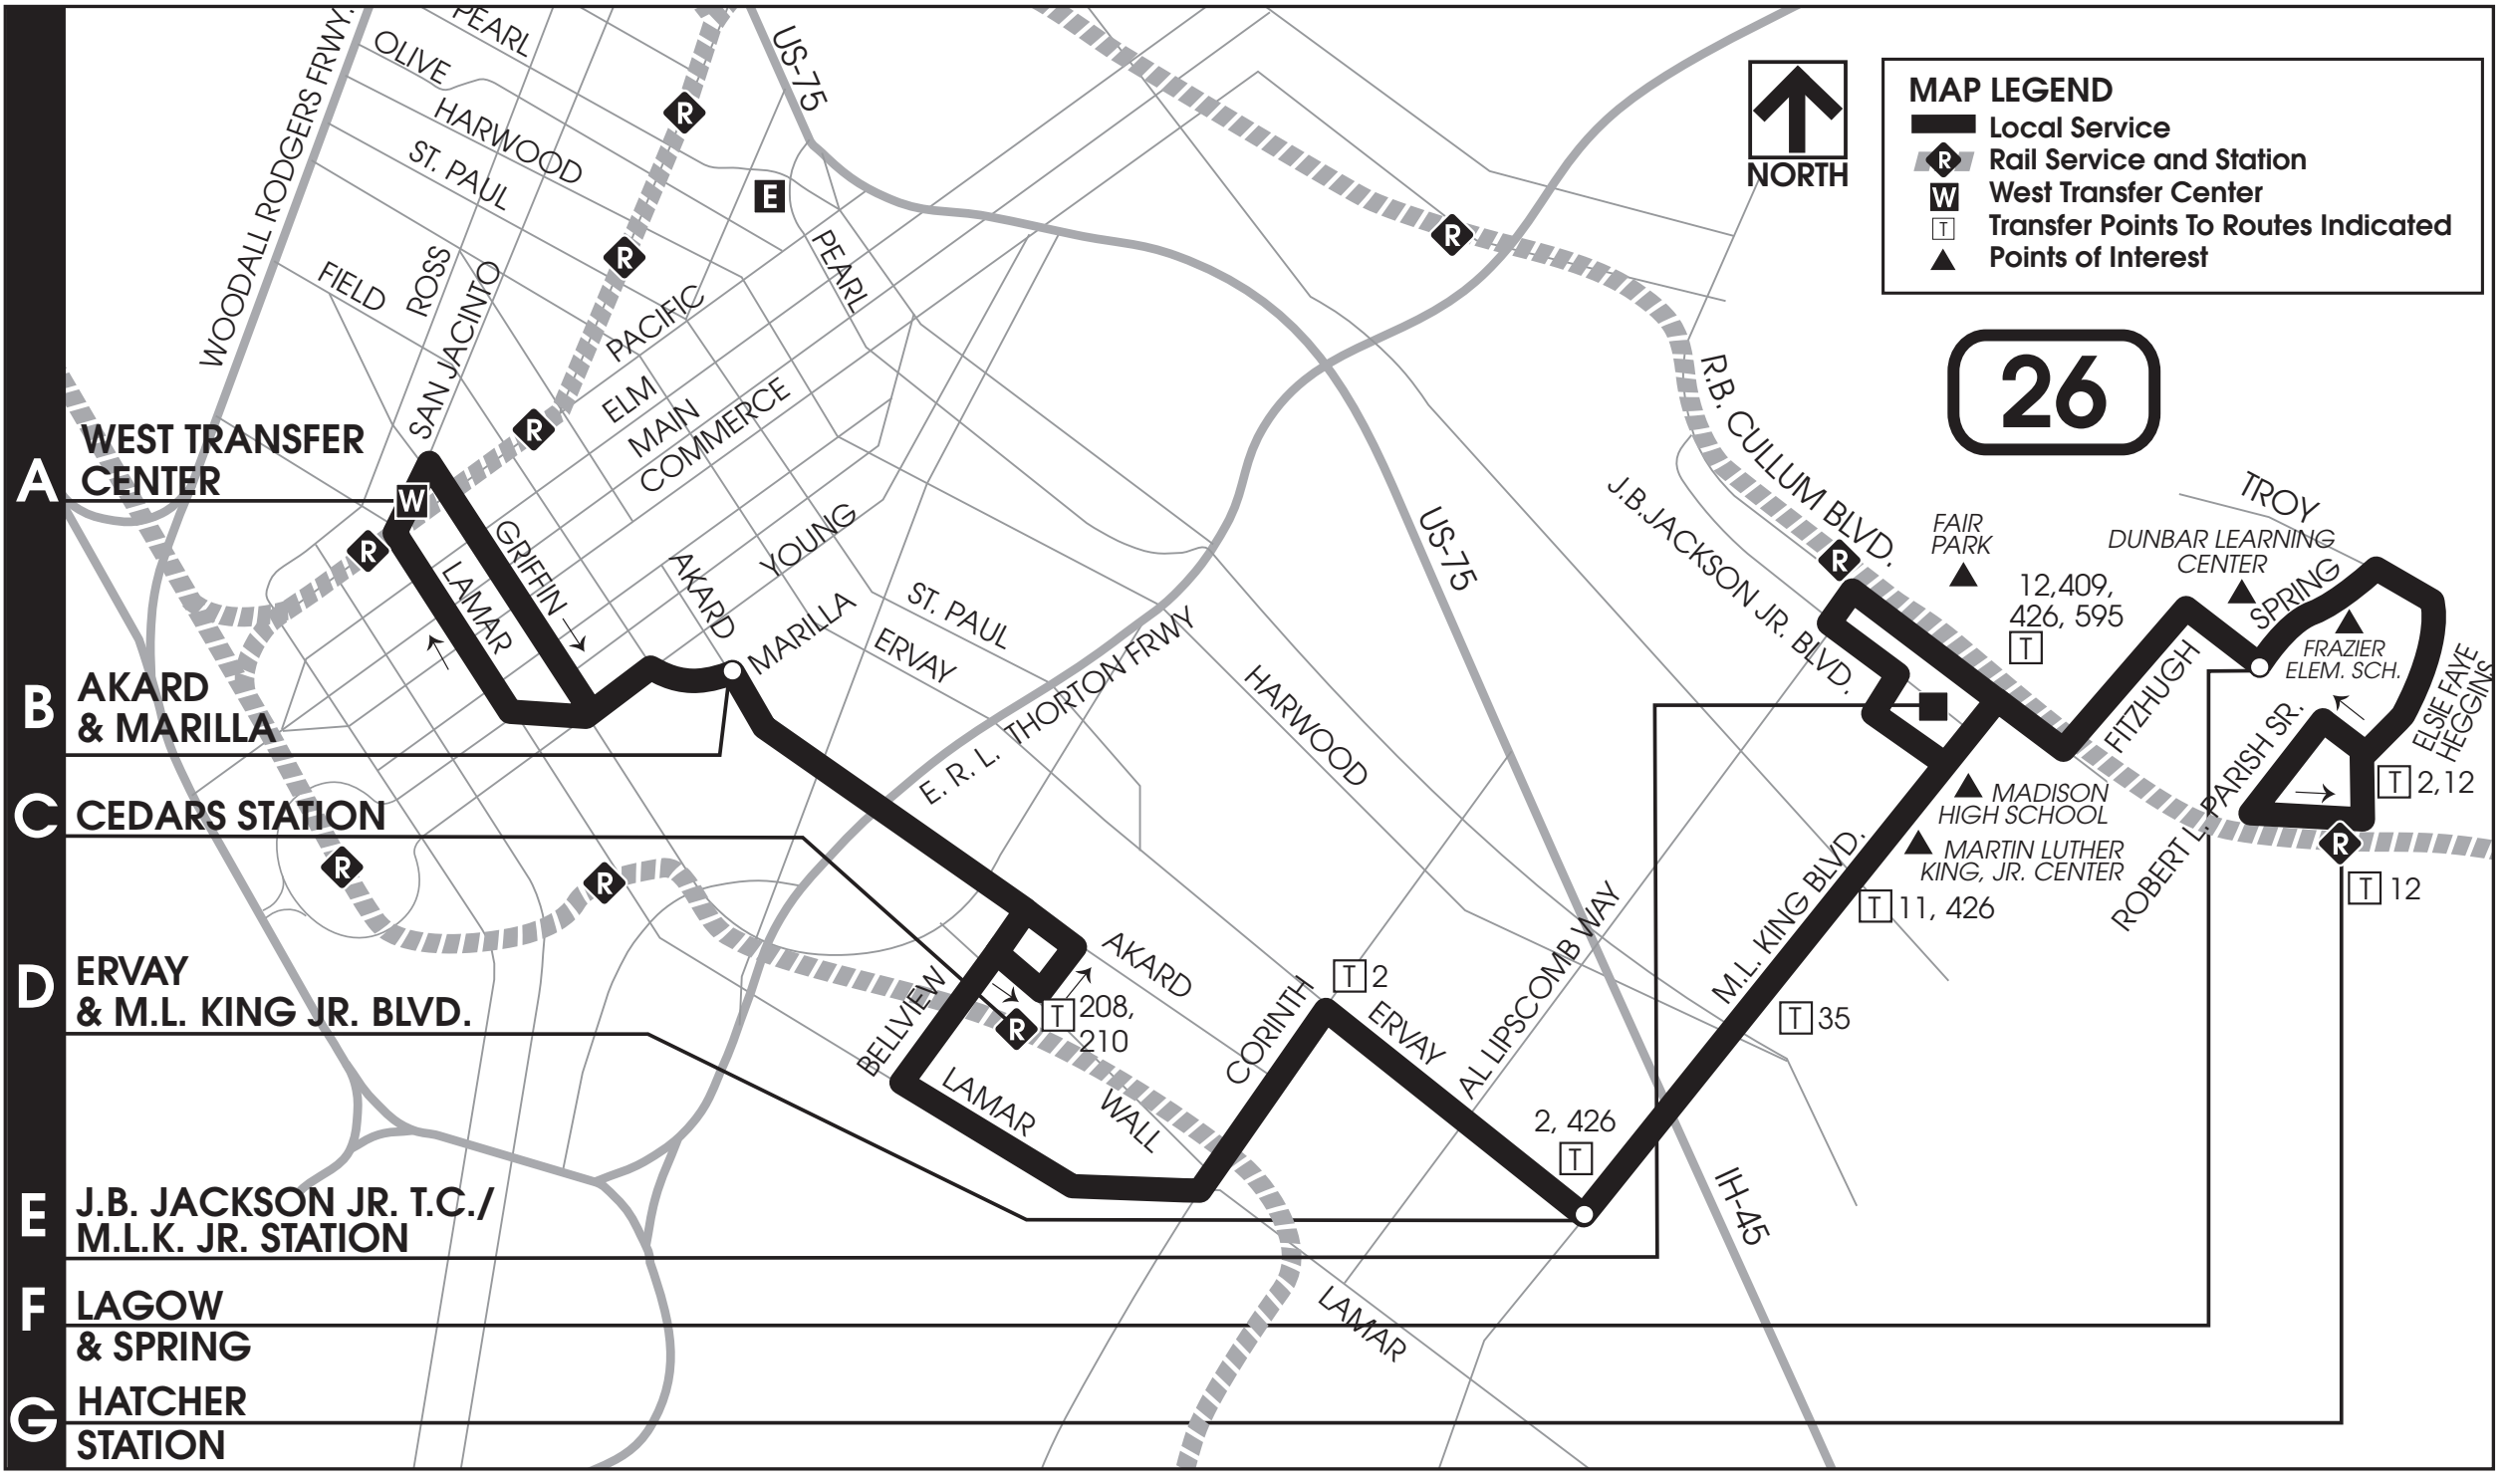 PEARL
OLIVE
HARWOOD
ST. PAUL
WOODALL RODGERS FRWY.
US-75
R
R
E
PEARL
FIELD
ROSS
SAN JACINTO
PACIFIC
ELM
MAIN
COMMERCE
R
R
NORTH
MAP LEGEND
Local Service
R
Rail Service and Station
W
West Transfer Center
T
Transfer Points To Routes Indicated
Points of Interest
26
R.B. CULLUM BLVD.
J.B.JACKSON JR. BLVD.
US-75
TROY
FAIR
PARK
DUNBAR LEARNING
CENTER
R
12,409,
426, 595
T
SPRING
FRAZIER
ELEM. SCH.
ELSIE FAYE
HEGGINS
FITZHUGH
ROBERT L. PARISH SR.
T 2,12
R
T 12
A
WEST TRANSFER
CENTER
W
R
GRIFFIN
LAMAR
AKARD
YOUNG
MARILLA
ST. PAUL
ERVAY
E. R. L. THORTON FRWY
HARWOOD
B
AKARD
& MARILLA
C
CEDARS STATION
R
R
MADISON
HIGH SCHOOL
MARTIN LUTHER
KING, JR. CENTER
M.L. KING BLVD.
T 11, 426
T 35
D
ERVAY
& M.L. KING JR. BLVD.
BELLVIEW
AKARD
T 208,
210
R
LAMAR
WALL
CORINTH
T 2
ERVAY
AL LIPSCOMB WAY
2, 426
T
IH-45
E
J.B. JACKSON JR. T.C./
M.L.K. JR. STATION
F
LAGOW
& SPRING
LAMAR
G
HATCHER
STATION